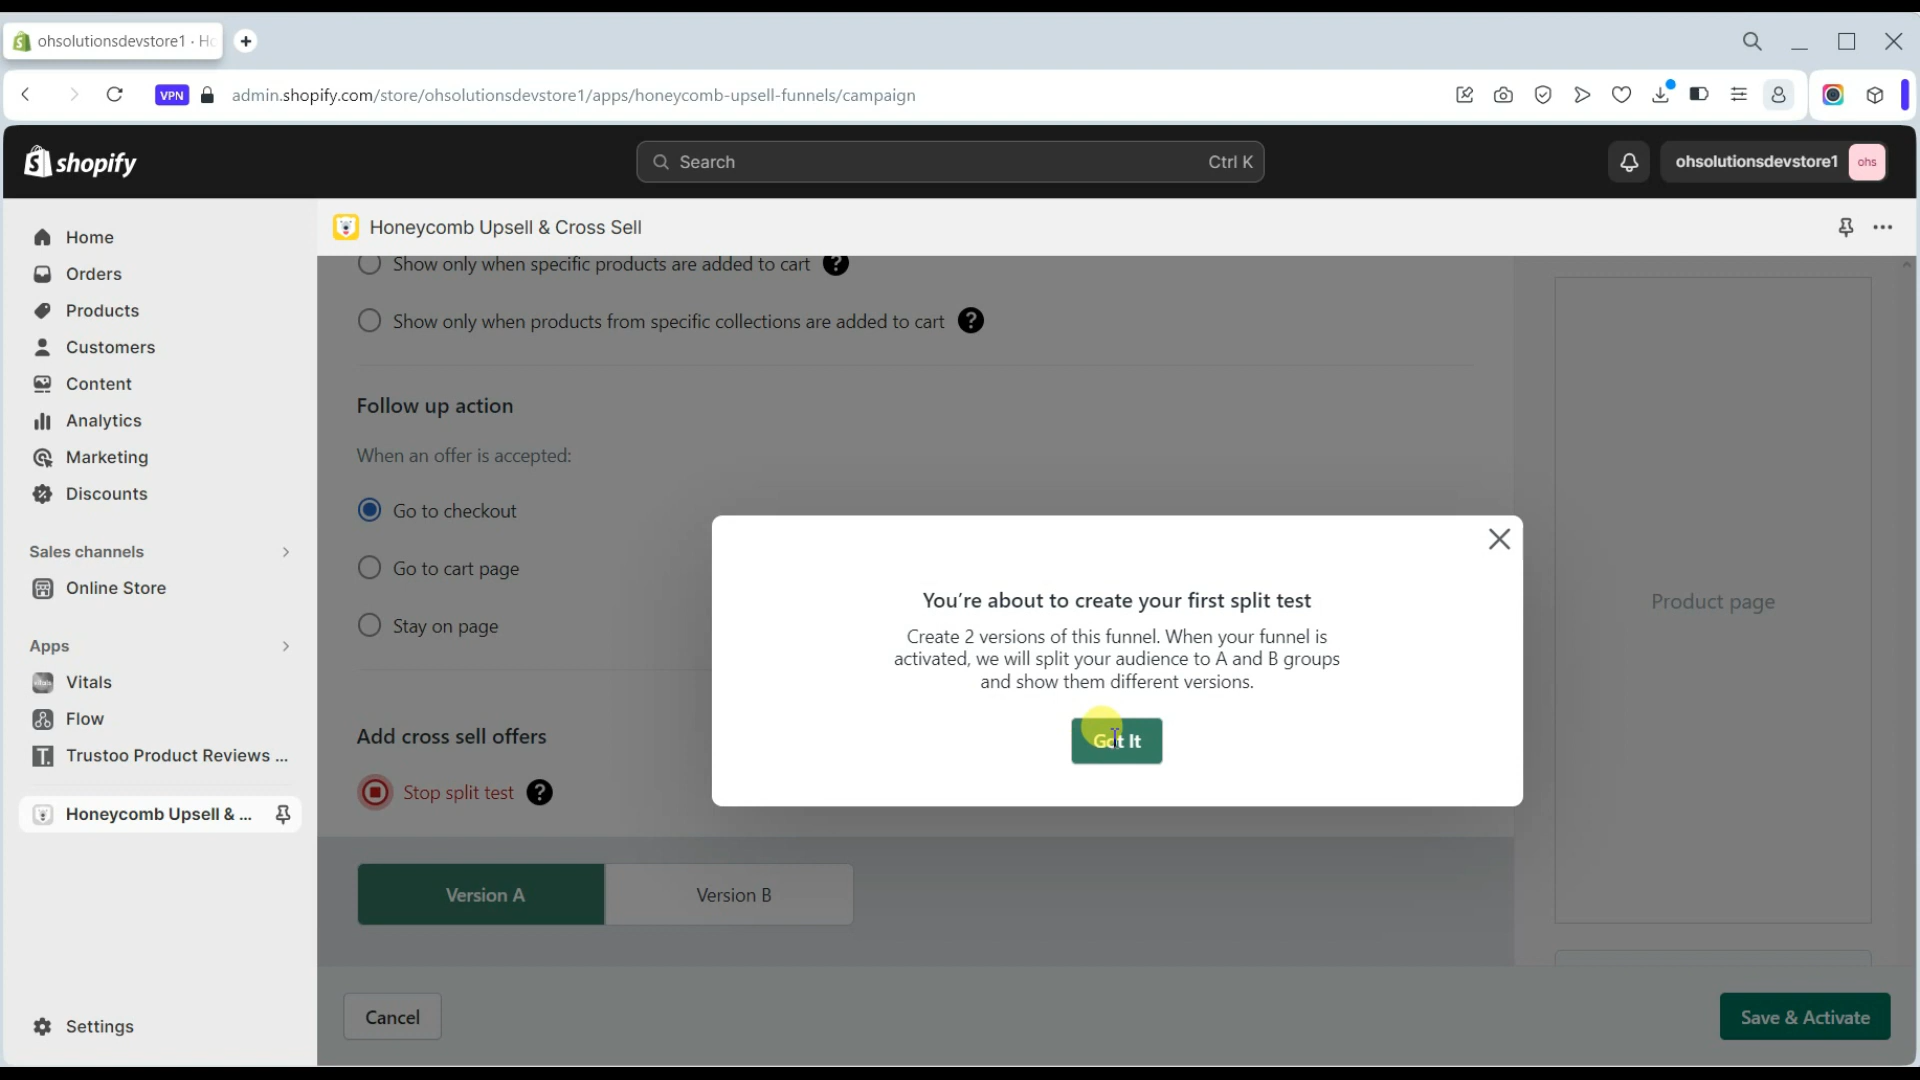 ohsolutionsdevstore1 · Ho
VPN
admin.shopify.com/store/ohsolutionsdevstore1/apps/honeycomb-upsell-funnels/campaign
shopify
Search
Ctrl K
ohsolutionsdevstore1
ohs
Home
Orders
Products
Customers
Content
Analytics
Marketing
Discounts
Sales channels
Online Store
Apps
Vitals
Flow
Trustoo Product Reviews ...
Honeycomb Upsell & ...
Settings
Honeycomb Upsell & Cross Sell
Show only when specific products are added to cart ?
Show only when products from specific collections are added to cart ?
Follow up action
When an offer is accepted:
Go to checkout
Go to cart page
Stay on page
Add cross sell offers
Stop split test ?
Version A
Version B
Cancel
Save & Activate
Product page
You're about to create your first split test
Create 2 versions of this funnel. When your funnel is
activated, we will split your audience to A and B groups
and show them different versions.
Got It